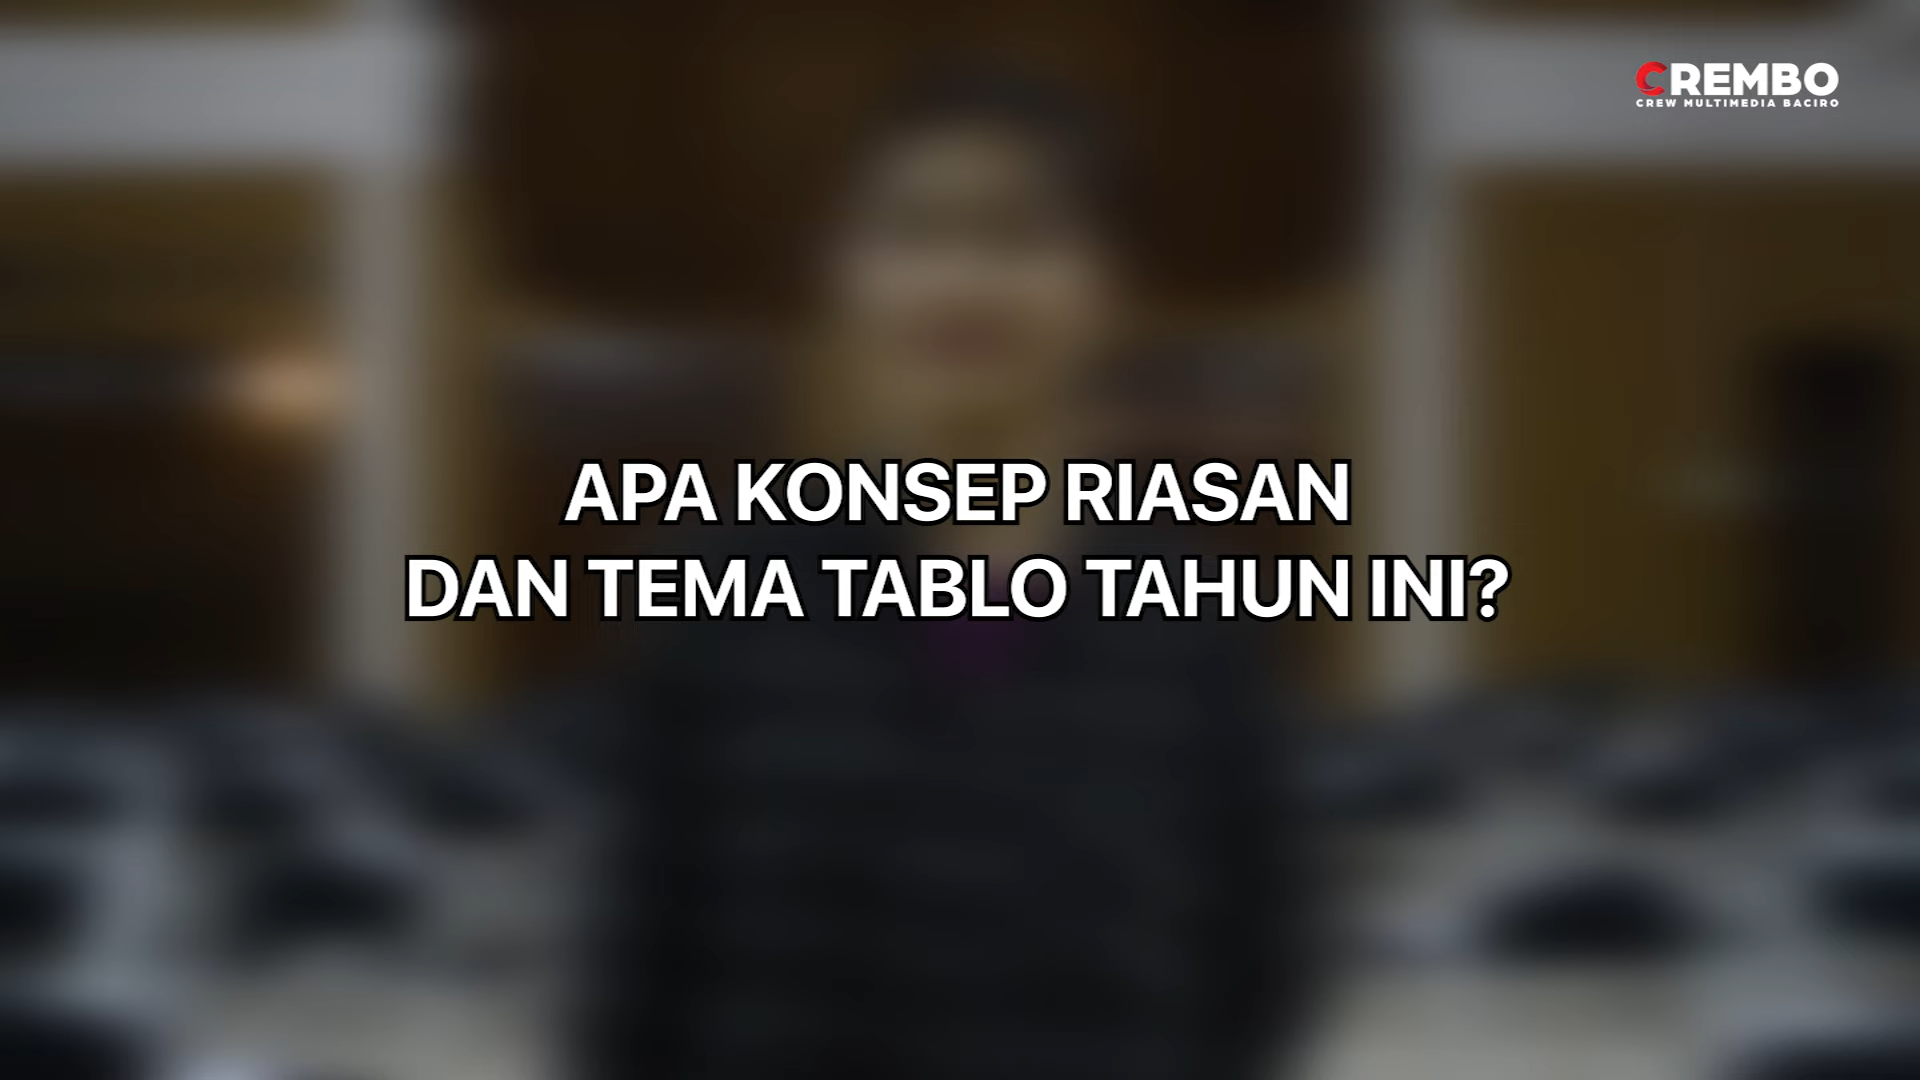 CREMBO
CREW MULTIMEDIA BACIRO
APA KONSEP RIASAN
DAN TEMA TABLO TAHUN INI?